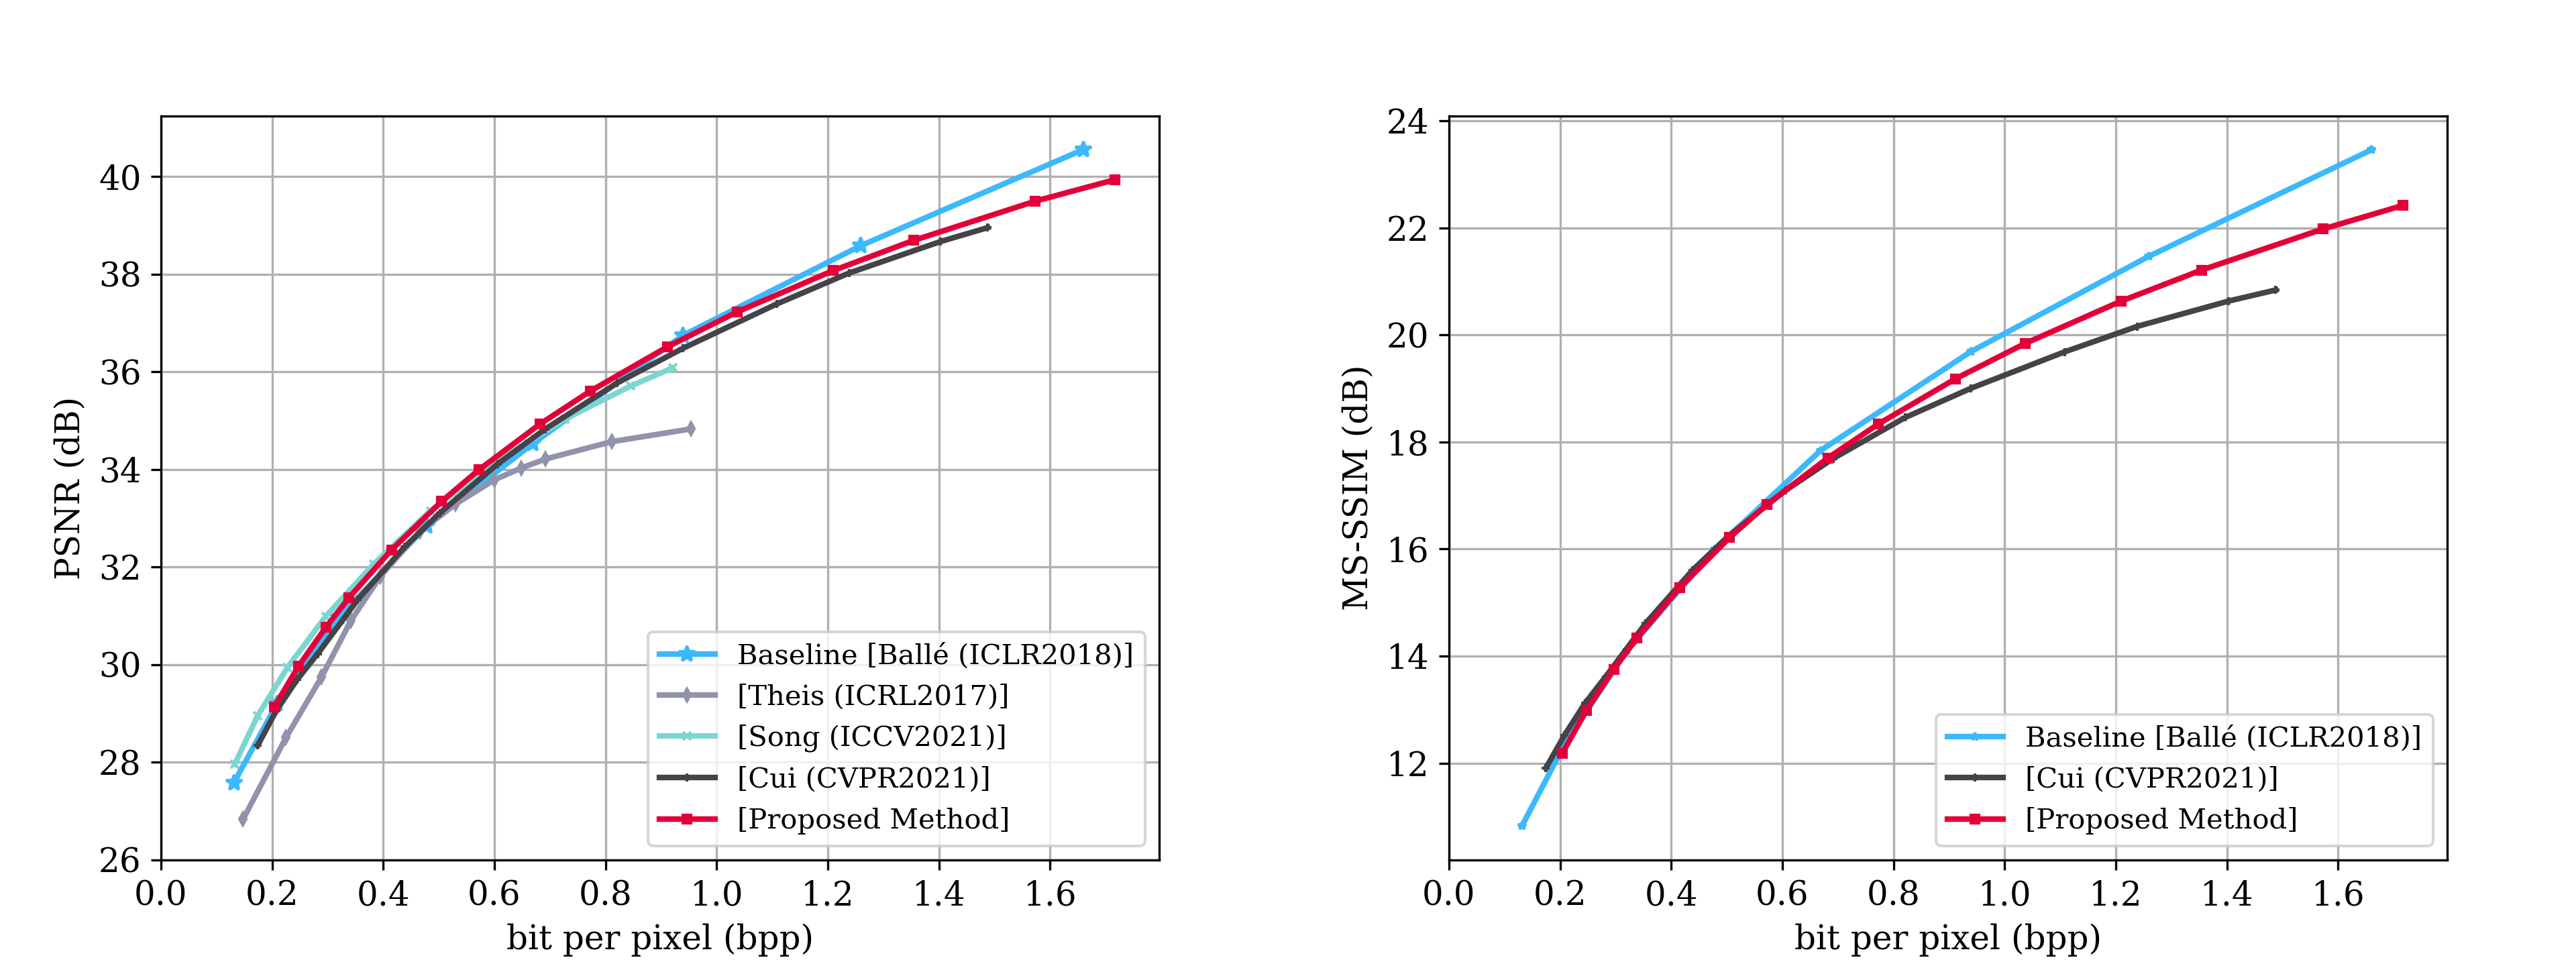 PSNR (dB)
40
38
36
34
32
30
28
26
0.0 0.2 0.4 0.6 0.8 1.0 1.2 1.4 1.6
bit per pixel (bpp)
Baseline [Ballé (ICLR2018)]
[Theis (ICRL2017)]
[Song (ICCV2021)]
[Cui (CVPR2021)]
[Proposed Method]
MS-SSIM (dB)
24
22
20
18
16
14
12
0.0 0.2 0.4 0.6 0.8 1.0 1.2 1.4 1.6
bit per pixel (bpp)
Baseline [Ballé (ICLR2018)]
[Cui (CVPR2021)]
[Proposed Method]